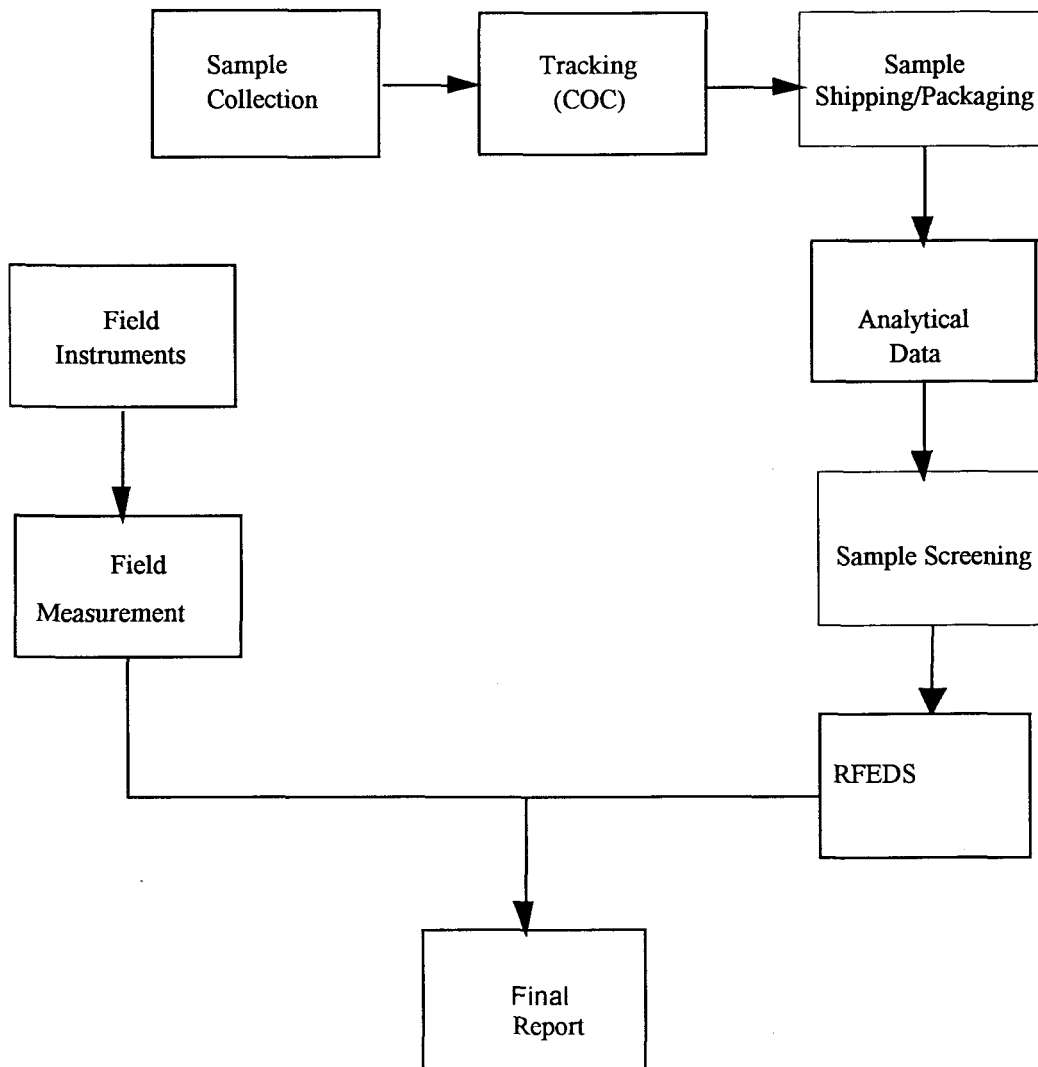 Sample
Collection
Tracking
(COC)
Sample
Shipping/Packaging
Field
Instruments
Analytical
Data
Field
Measurement
Sample Screening
RFEDS
Final
Report